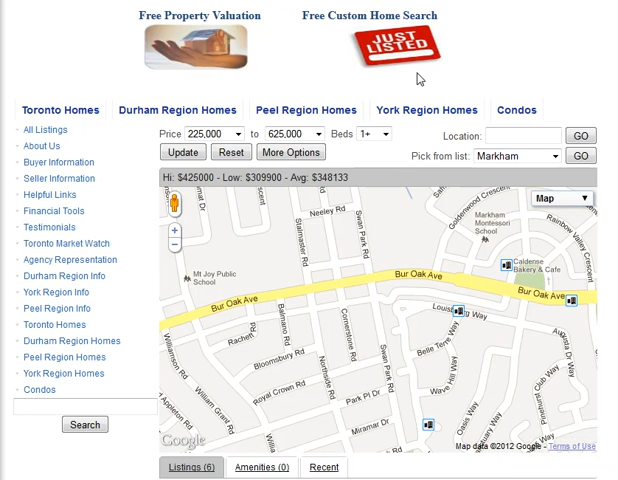 Free Property Valuation
Free Custom Home Search
JUST
LISTED
Toronto Homes
Durham Region Homes
Peel Region Homes
York Region Homes
Condos
All Listings
About Us
Buyer Information
Seller Information
Helpful Links
Financial Tools
Testimonials
Toronto Market Watch
Agency Representation
Durham Region Info
York Region Info
Peel Region Info
Toronto Homes
Durham Region Homes
Peel Region Homes
York Region Homes
Condos
Search
Price 225,000 to 625,000 Beds 1+
Location: GO
Update Reset More Options
Pick from list: Markham GO
Hi: $425000 - Low: $309900 - Avg: $348133
Map
Neeley Rd
Goldenwood Crescent
Stalmaster Rd
Swan Park Rd
Markham
Montessori
School
Rainbow Valley Crescent
Mt Joy Public
School
Caldense
Bakery & Cafe
Bur Oak Ave
Bur Oak Ave
Bur Oak Ave
Williamson Rd
Rachett
Rd
Balmano Rd
Cornerstone Rd
Belle Terre Way
Bloomsbury Rd
Northside Rd
Swan Park Rd
Wave Hill Way
Club Way
Pinehurst
Royal Crown Rd
William Grant Rd
Park Pl Dr
Miramar Dr
Oasis Way
Google
Map data ©2012 Google - Terms of Use
Listings (6)
Amenities (0)
Recent